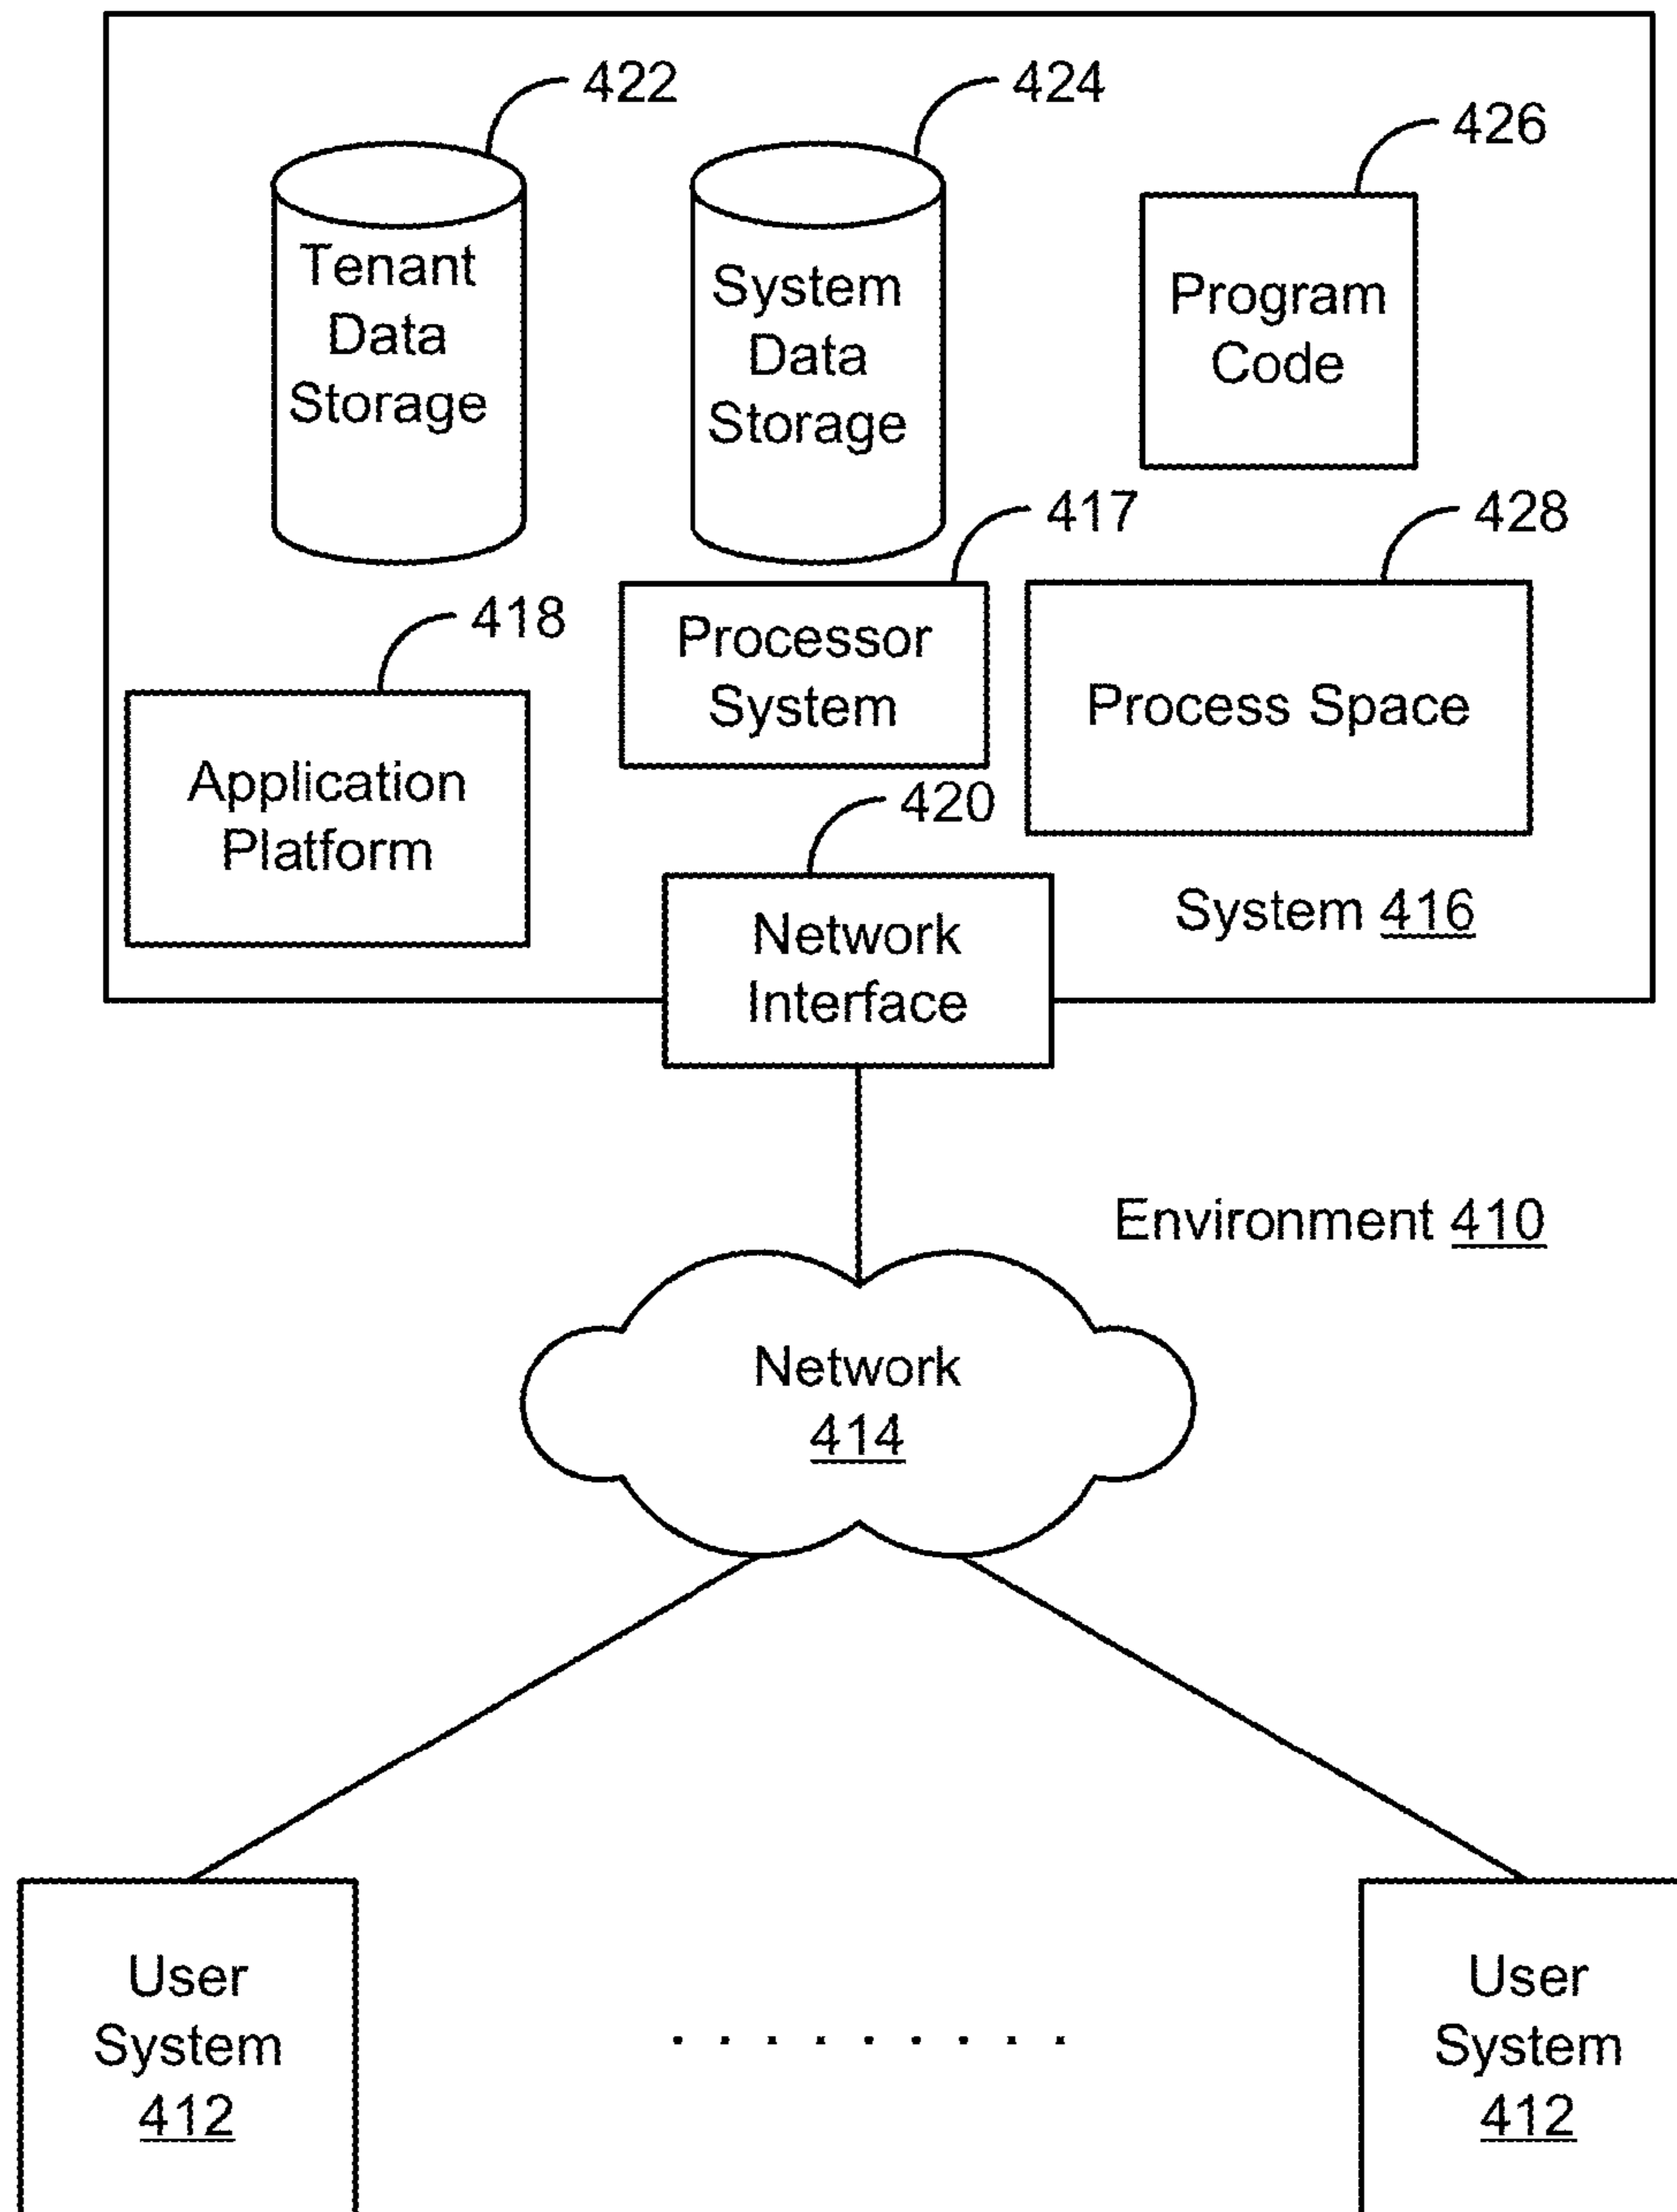 422
424
426
Tenant
Data
Storage
System
Data
Storage
Program
Code
417
428
418
Processor
System
Process Space
Application
Platform
420
System 416
Network
Interface
Environment 410
Network
414
User
System
412
User
System
412